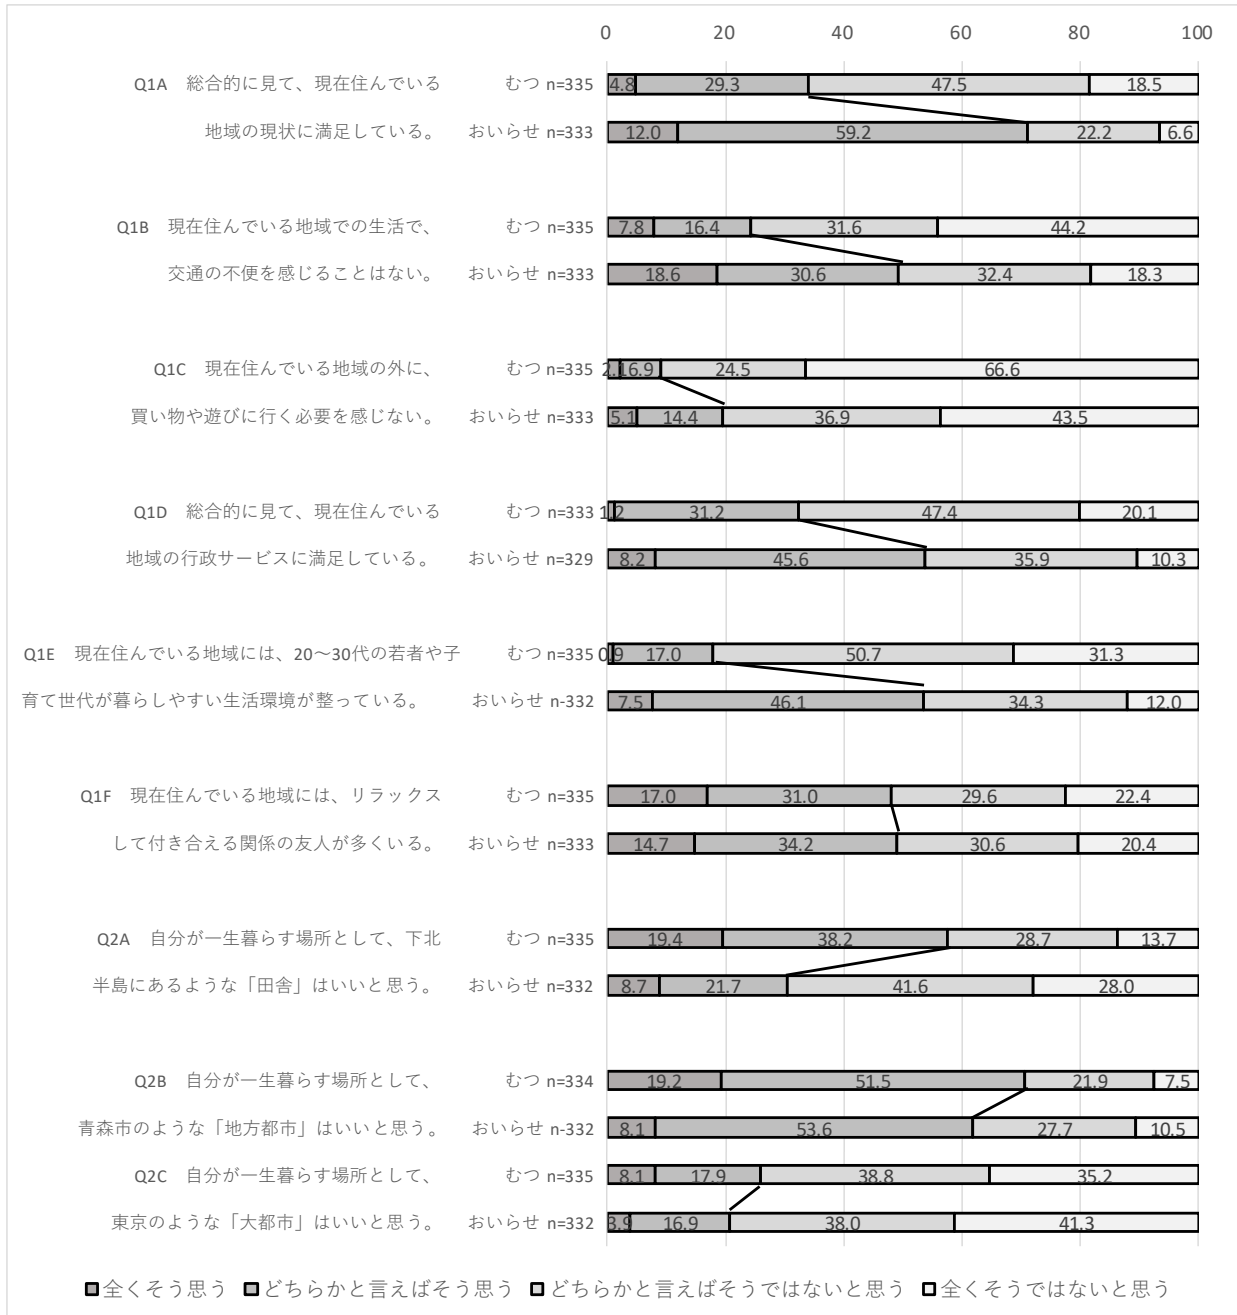 0 20 40 60 80 100
Q1A 総合的に見て、現在住んでいる むつ n=335 4.8 29.3 47.5 18.5
地域の現状に満足している。 おいらせ n=333 12.0 59.2 22.2 6.6
Q1B 現在住んでいる地域での生活で、 むつ n=335 7.8 16.4 31.6 44.2
交通の不便を感じることはない。 おいらせ n=333 18.6 30.6 32.4 18.3
Q1C 現在住んでいる地域の外に、 むつ n=335 2.1 6.9 24.5 66.6
買い物や遊びに行く必要を感じない。 おいらせ n=333 5.1 14.4 36.9 43.5
Q1D 総合的に見て、現在住んでいる むつ n=333 1.2 31.2 47.4 20.1
地域の行政サービスに満足している。 おいらせ n=329 8.2 45.6 35.9 10.3
Q1E 現在住んでいる地域には、20〜30代の若者や子 むつ n=335 0.9 17.0 50.7 31.3
育て世代が暮らしやすい生活環境が整っている。 おいらせ n-332 7.5 46.1 34.3 12.0
Q1F 現在住んでいる地域には、リラックス むつ n=335 17.0 31.0 29.6 22.4
して付き合える関係の友人が多くいる。 おいらせ n=333 14.7 34.2 30.6 20.4
Q2A 自分が一生暮らす場所として、下北 むつ n=335 19.4 38.2 28.7 13.7
半島にあるような「田舎」はいいと思う。 おいらせ n=332 8.7 21.7 41.6 28.0
Q2B 自分が一生暮らす場所として、 むつ n=334 19.2 51.5 21.9 7.5
青森市のような「地方都市」はいいと思う。 おいらせ n-332 8.1 53.6 27.7 10.5
Q2C 自分が一生暮らす場所として、 むつ n=335 8.1 17.9 38.8 35.2
東京のような「大都市」はいいと思う。 おいらせ n=332 3.9 16.9 38.0 41.3
全くそう思う どちらかと言えばそう思う どちらかと言えばそうではないと思う 全くそうではないと思う